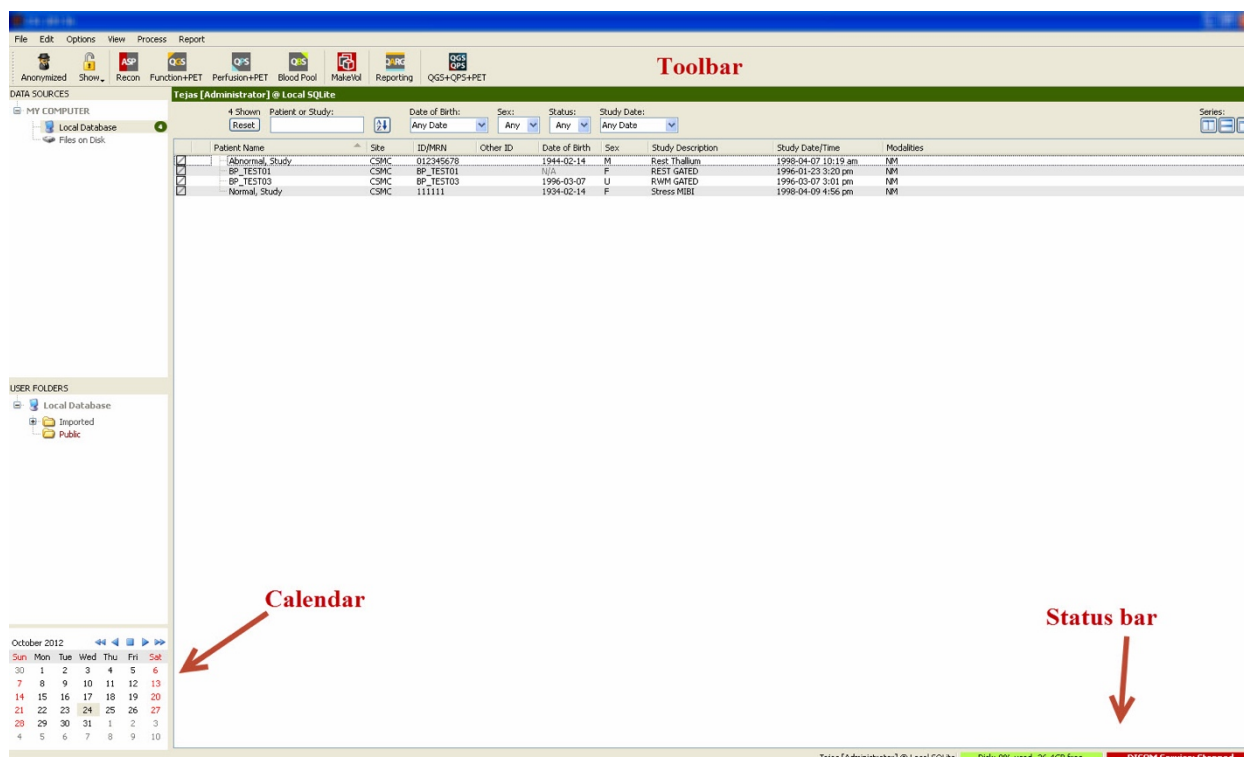 File Edit Options View Process Report
ASP QGS QPS QBS QARG QGS QPS
Anonymized Show Recon Function+PET Perfusion+PET Blood Pool MakeVol Reporting QGS+QPS+PET
Toolbar
DATA SOURCES
Tejas [Administrator] @ Local SQLite
MY COMPUTER
Local Database 4
Files on Disk
4 Shown Patient or Study: Date of Birth: Sex: Status: Study Date: Series:
Reset Any Date Any Any Any Date
Patient Name Site ID/MRN Other ID Date of Birth Sex Study Description Study Date/Time Modalities
Abnormal, Study CSMC 012345678 1944-02-14 M Rest Thallium 1998-04-07 10:19 am NM
BP_TEST01 CSMC BP_TEST01 N/A F REST GATED 1996-01-23 3:20 pm NM
BP_TEST03 CSMC BP_TEST03 1996-03-07 U RWM GATED 1996-03-07 3:01 pm NM
Normal, Study CSMC 111111 1934-02-14 F Stress MIBI 1998-04-09 4:56 pm NM
USER FOLDERS
Local Database
Imported
Public
Calendar
Status bar
October 2012
Sun Mon Tue Wed Thu Fri Sat
30 1 2 3 4 5 6
7 8 9 10 11 12 13
14 15 16 17 18 19 20
21 22 23 24 25 26 27
28 29 30 31 1 2 3
4 5 6 7 8 9 10
Tejas [Administrator] @ Local SQLite